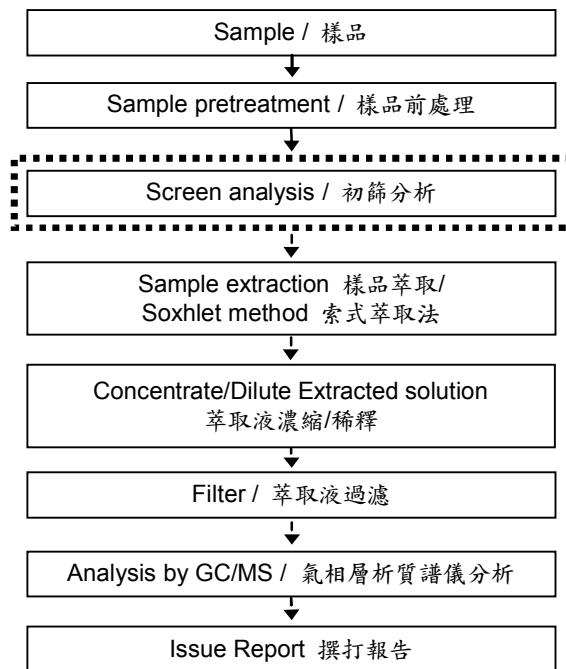 Sample / 樣品
Sample pretreatment / 樣品前處理
Screen analysis / 初篩分析
Sample extraction 樣品萃取/
Soxhlet method 索式萃取法
Concentrate/Dilute Extracted solution
萃取液濃縮/稀釋
Filter / 萃取液過濾
Analysis by GC/MS / 氣相層析質譜儀分析
Issue Report 撰打報告